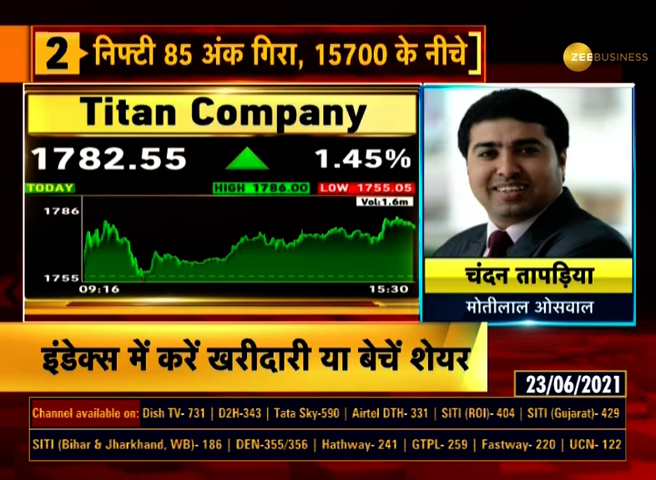 2 निफ्टी 85 अंक गिरा, 15700 के नीचे
ZEEBUSINESS
Titan Company
1782.55 1.45%
TODAY HIGH 1786.00 LOW 1755.05
Vol:1.6m
1786
1755
09:16 15:30
चंदन तापड़िया
मोतीलाल ओसवाल
इंडेक्स में करें खरीदारी या बेचें शेयर
23/06/2021
Channel available on: Dish TV- 731 | D2H-343 | Tata Sky-590 | Airtel DTH- 331 | SITI (ROI)- 404 | SITI (Gujarat)- 429
SITI (Bihar & Jharkhand, WB)- 186 | DEN-355/356 | Hathway- 241 | GTPL- 259 | Fastway- 220 | UCN- 122